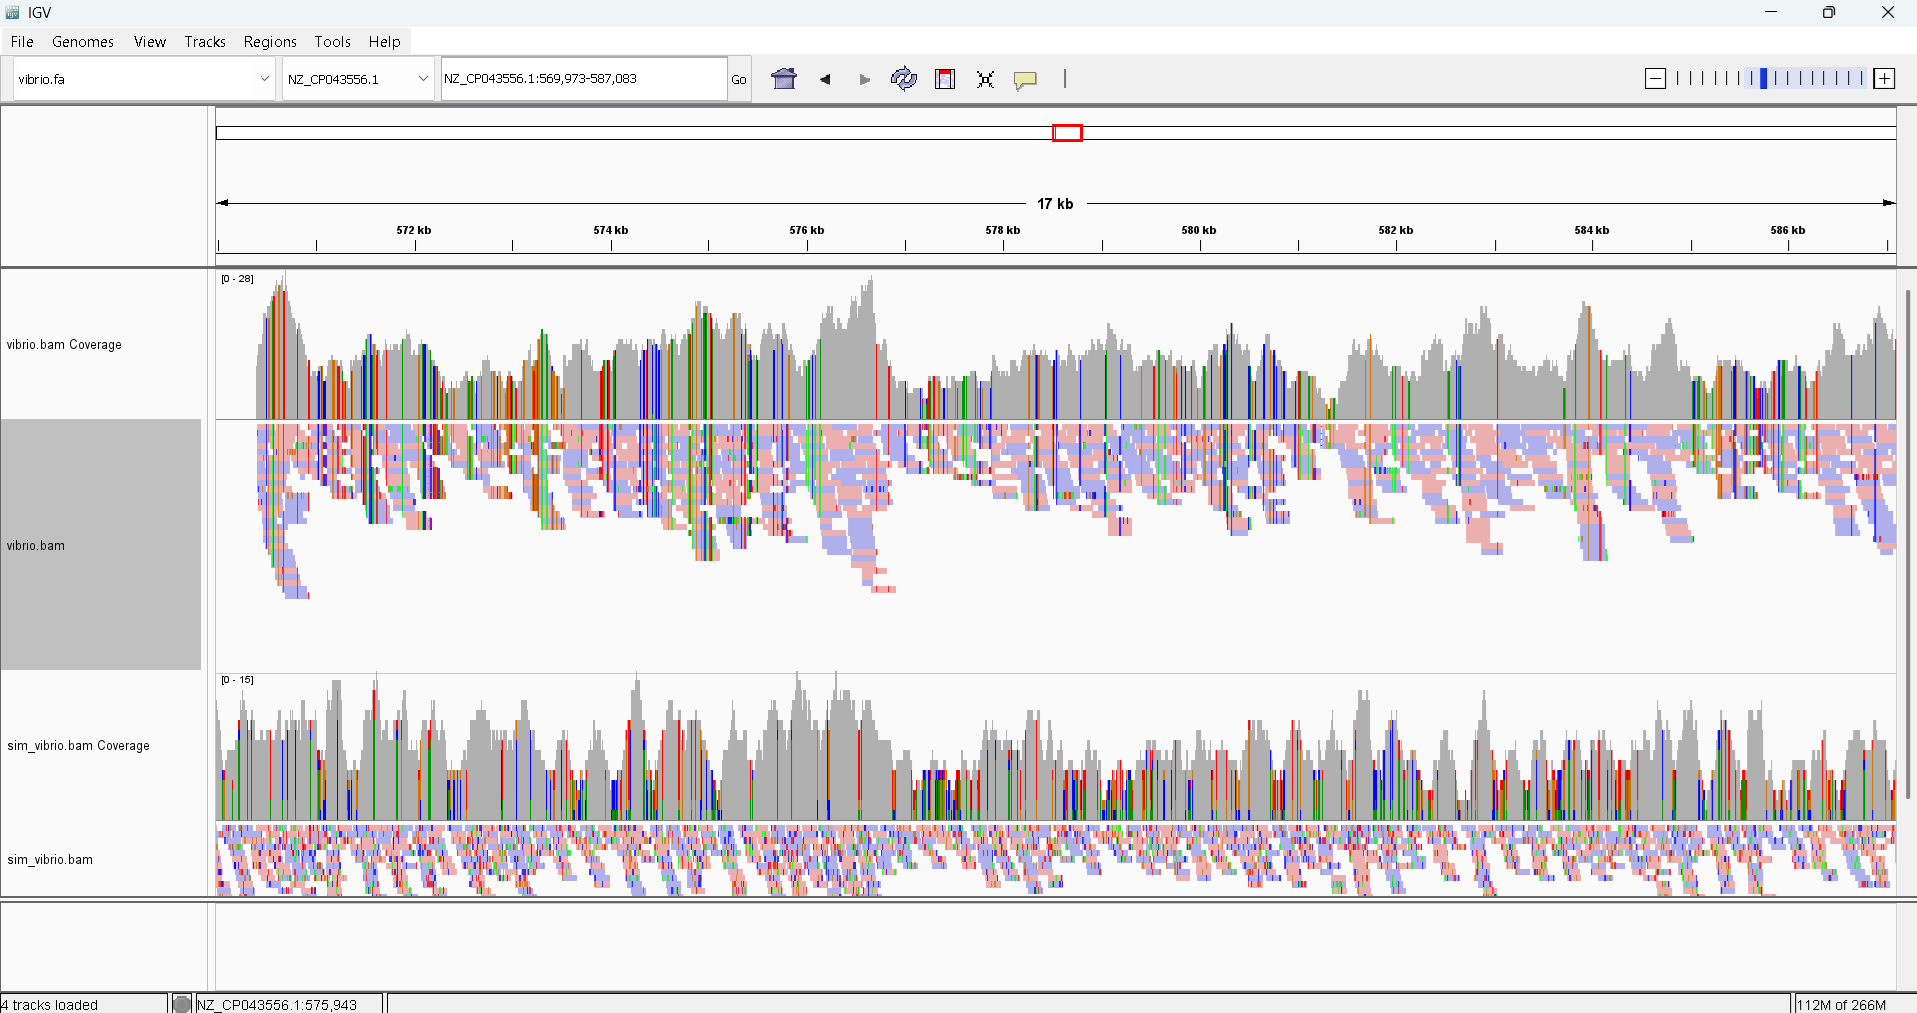 IGV
File Genomes View Tracks Regions Tools Help
vibrio.fa NZ_CP043556.1 NZ_CP043556.1:569,973-587,083 Go
17 kb
572 kb 574 kb 576 kb 578 kb 580 kb 582 kb 584 kb 586 kb
[0 - 28]
vibrio.bam Coverage
vibrio.bam
[0 - 15]
sim_vibrio.bam Coverage
sim_vibrio.bam
4 tracks loaded NZ_CP043556.1:575,943 112M of 266M